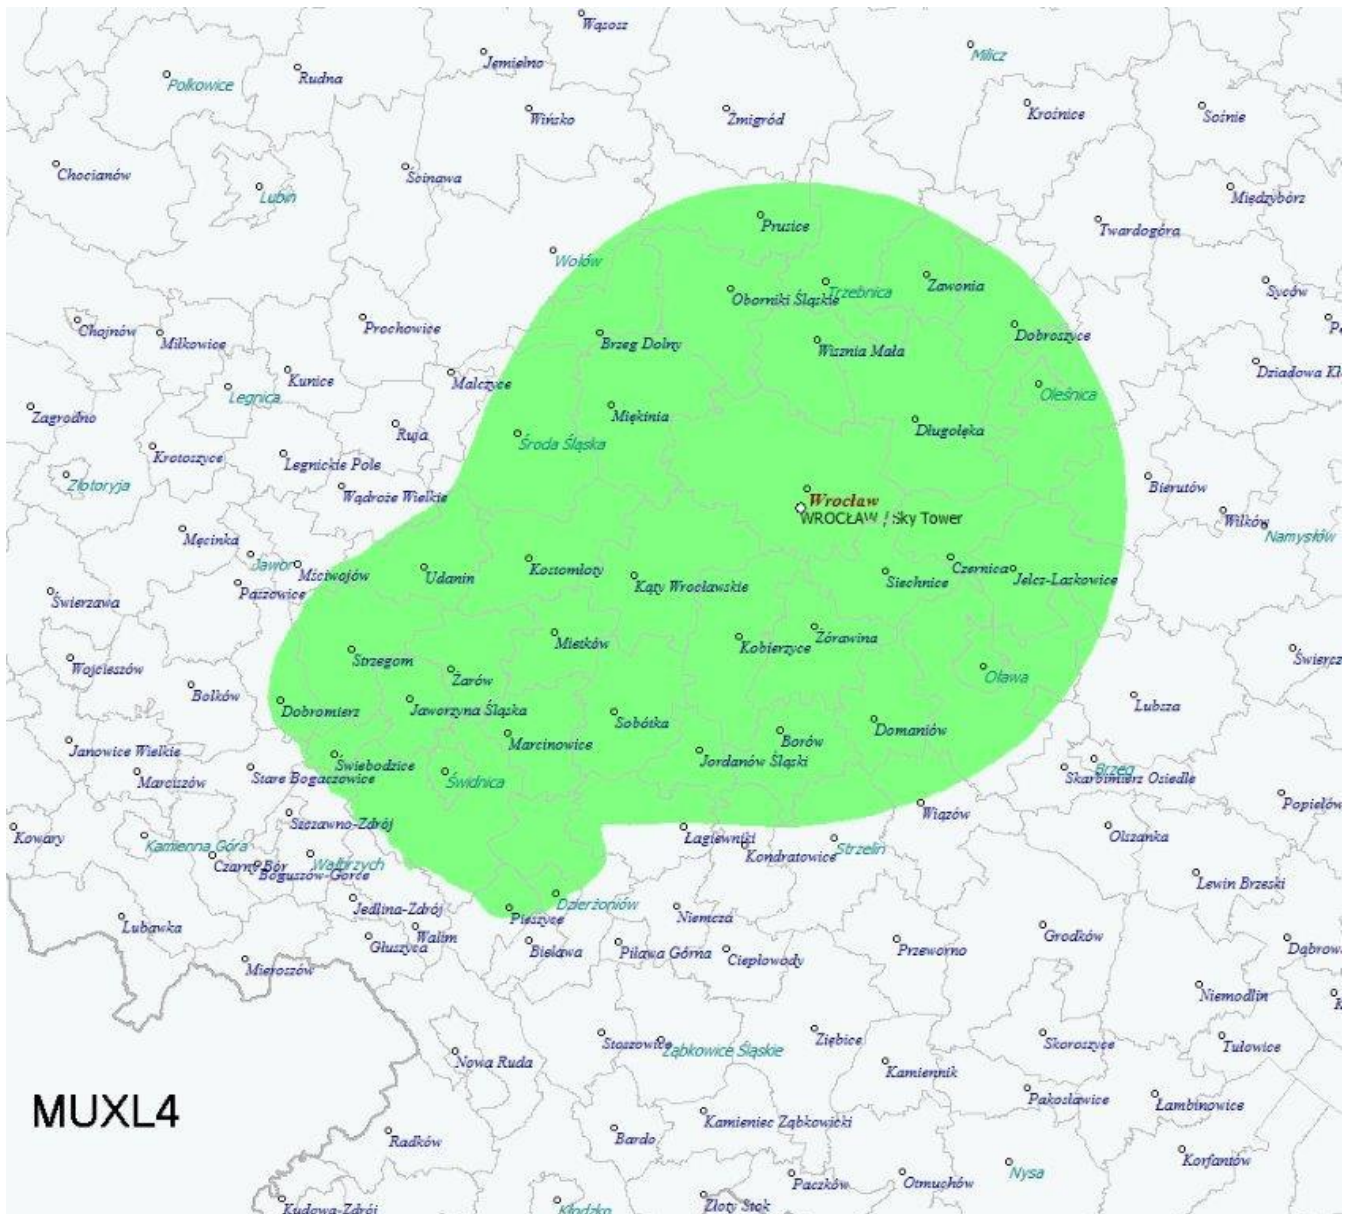 Wąsosz
Milicz
Jemielno
Rudna
Polkowice
Wińsko
Żmigród
Krośnice
Sośnie
Chocianów
Ścinawa
Lubin
Międzybórz
Prusice
Twardogóra
Wołów
Oborniki Śląskie
Trzebnica
Zawonia
Syców
Chojnów
Miłkowice
Prochowice
Brzeg Dolny
Wisznia Mała
Dobroszyce
Dziadowa Kł
Kunice
Malczyce
Legnica
Oleśnica
Zagrodno
Miękinia
Ruja
Środa Śląska
Długołęka
Krotoszyce
Legnickie Pole
Złotoryja
Wądroże Wielkie
Bierutów
Wrocław
WROCŁAW / Sky Tower
Wilków
Namysłów
Męcinka
Jawor
Mściwojów
Udanin
Kostomłoty
Kąty Wrocławskie
Siechnice
Czernica
Jelcz-Laskowice
Paszowice
Świerzawa
Mietków
Kobierzyce
Żórawina
Strzegom
Wojcieszów
Żarów
Oława
Świercz
Bolków
Dobromierz
Jaworzyna Śląska
Lubsza
Sobótka
Domaniów
Marcinowice
Borów
Janowice Wielkie
Jordanów Śląski
Świebodzice
Marciszów
Stare Bogaczowice
Świdnica
Brzeg
Skarbimierz Osiedle
Popielów
Wiązów
Szczawno-Zdrój
Kowary
Łagiewniki
Olszanka
Kamienna Góra
Kondratowice
Strzelin
Czarny Bór
Wałbrzych
Boguszów-Gorce
Lewin Brzeski
Dzierżoniów
Jedlina-Zdrój
Pieszyce
Niemcza
Lubawka
Walim
Głuszyca
Bielawa
Piława Górna
Ciepłowody
Przeworno
Grodków
Dąbrow
Mieroszów
Niemodlin
Stoszowice
Ząbkowice Śląskie
Ziębice
Skoroszyce
Tułowice
Nowa Ruda
Kamiennik
MUXL4
Pakosławice
Łambinowice
Kamieniec Ząbkowicki
Radków
Bardo
Korfantów
Nysa
Paczków
Otmuchów
Kudowa-Zdrój
Kłodzko
Złoty Stok